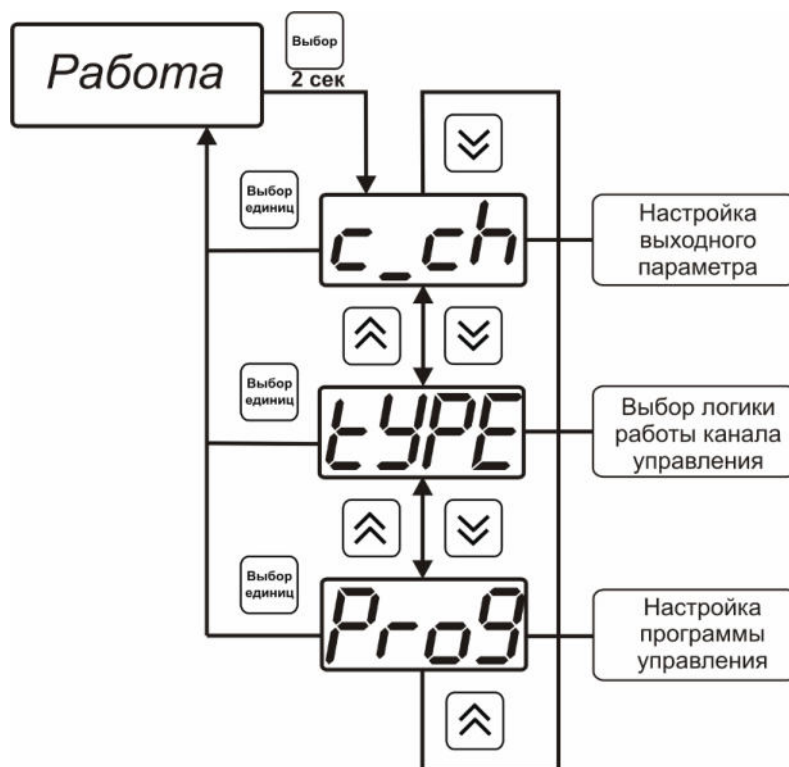 Работа
Выбор
2 сек
Выбор
единиц
c_ch
Настройка
выходного
параметра
Выбор
единиц
tYPE
Выбор логики
работы канала
управления
Выбор
единиц
Prog
Настройка
программы
управления